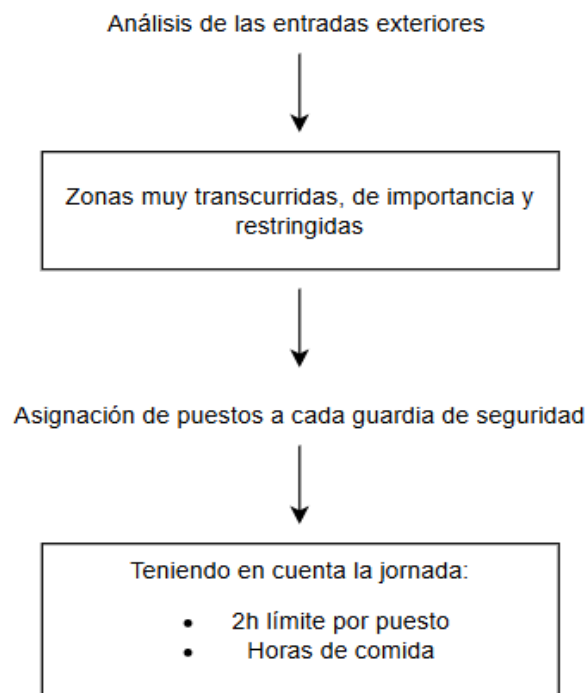 Análisis de las entradas exteriores
Zonas muy transcurridas, de importancia y
restringidas
Asignación de puestos a cada guardia de seguridad
Teniendo en cuenta la jornada:
• 2h límite por puesto
• Horas de comida